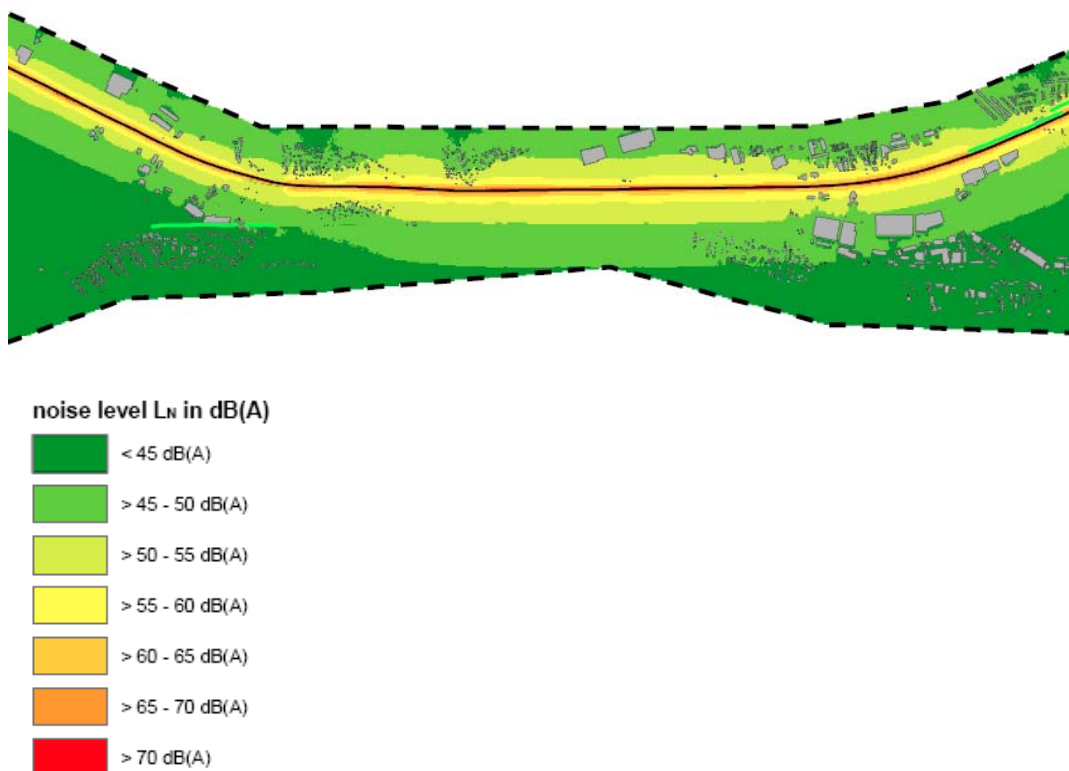 noise level LN in dB(A)
< 45 dB(A)
> 45 - 50 dB(A)
> 50 - 55 dB(A)
> 55 - 60 dB(A)
> 60 - 65 dB(A)
> 65 - 70 dB(A)
> 70 dB(A)